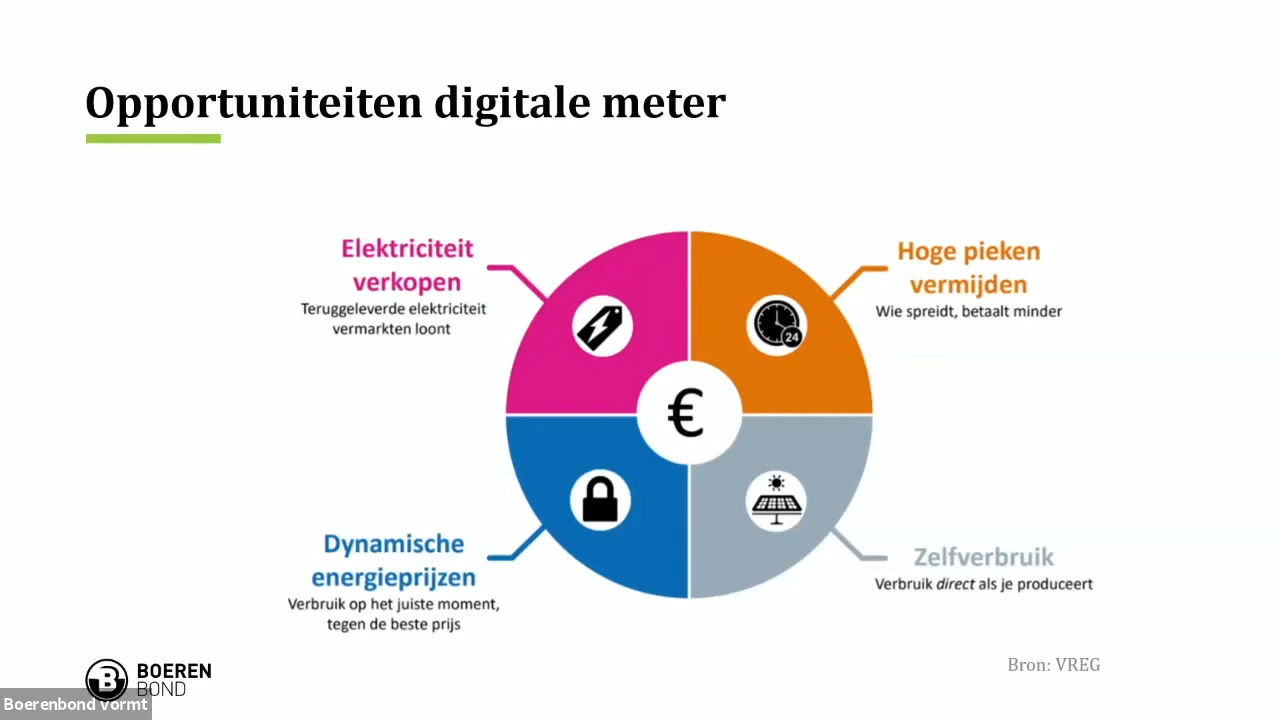 Opportuniteiten digitale meter
Elektriciteit
verkopen
Teruggeleverde elektriciteit
vermarkten loont
Hoge pieken
vermijden
Wie spreidt, betaalt minder
24
€
Dynamische
energieprijzen
Verbruik op het juiste moment,
tegen de beste prijs
Zelfverbruik
Verbruik direct als je produceert
Bron: VREG
B
BOEREN
BOND
Boerenbond Vormt